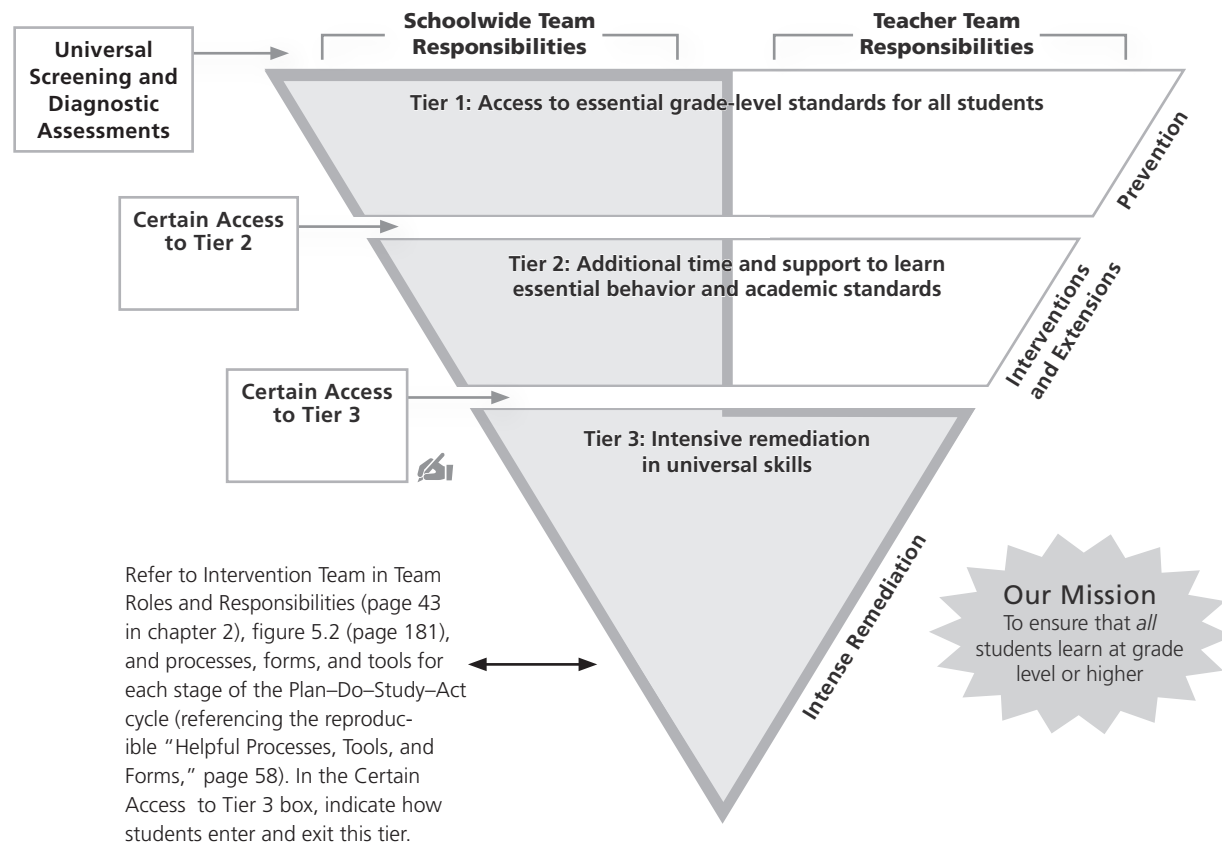 Schoolwide Team
Responsibilities
Teacher Team
Responsibilities
Universal
Screening and
Diagnostic
Assessments
Tier 1: Access to essential grade-level standards for all students
Prevention
Certain Access
to Tier 2
Tier 2: Additional time and support to learn
essential behavior and academic standards
Interventions
and Extensions
Certain Access
to Tier 3
Tier 3: Intensive remediation
in universal skills
Intense Remediation
Refer to Intervention Team in Team
Roles and Responsibilities (page 43
in chapter 2), figure 5.2 (page 181),
and processes, forms, and tools for
each stage of the Plan–Do–Study–Act
cycle (referencing the reproduc-
ible “Helpful Processes, Tools, and
Forms,” page 58). In the Certain
Access to Tier 3 box, indicate how
students enter and exit this tier.
Our Mission
To ensure that all
students learn at grade
level or higher